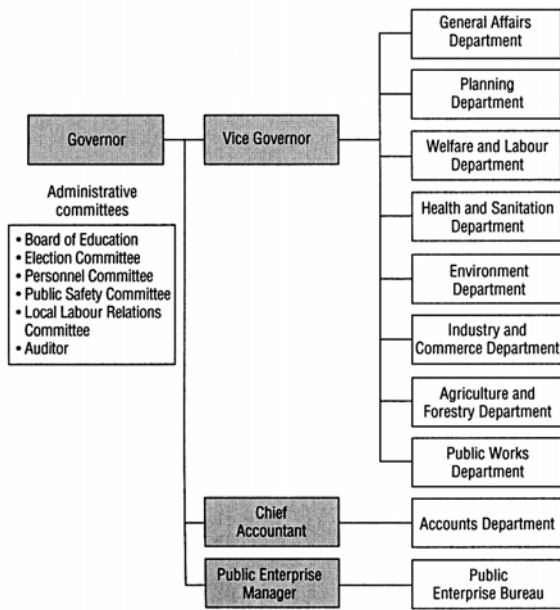 Governor
Administrative
committees
• Board of Education
• Election Committee
• Personnel Committee
• Public Safety Committee
• Local Labour Relations
Committee
• Auditor
Vice Governor
General Affairs
Department
Planning
Department
Welfare and Labour
Department
Health and Sanitation
Department
Environment
Department
Industry and
Commerce Department
Agriculture and
Forestry Department
Public Works
Department
Chief
Accountant
Accounts Department
Public Enterprise
Manager
Public
Enterprise Bureau